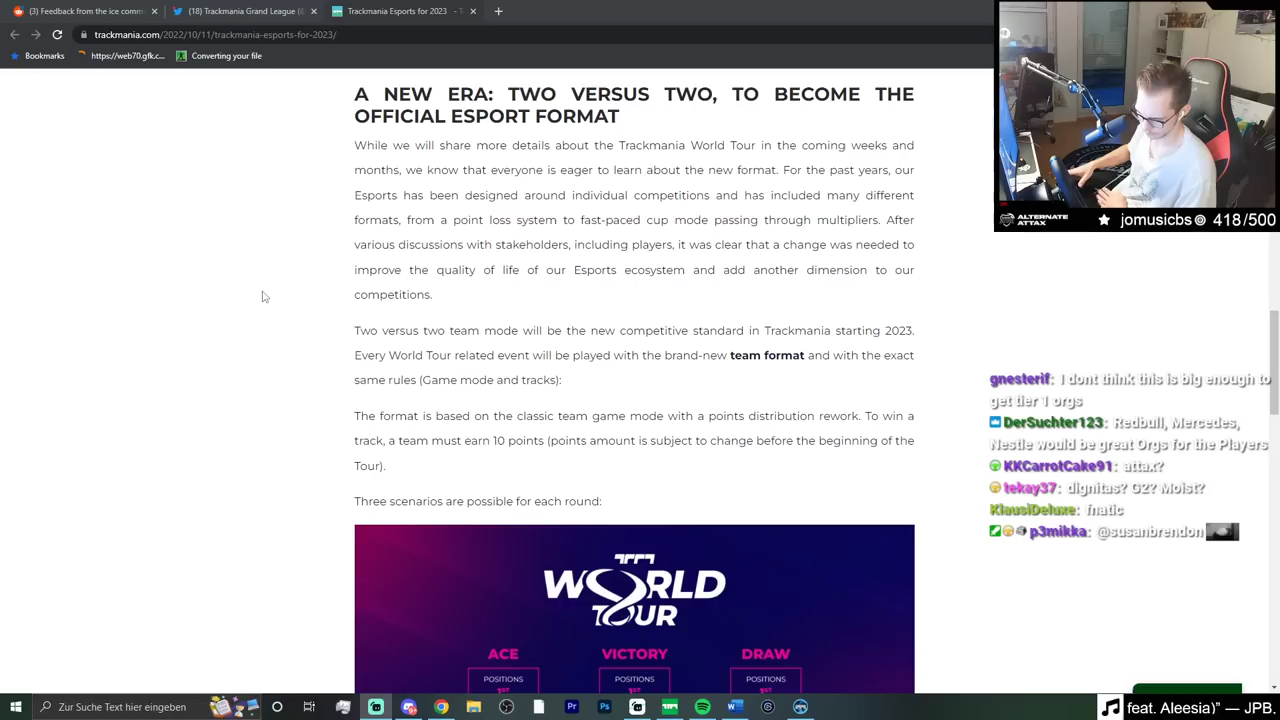 (3) Feedback from the ice comm
(18) Trackmania Grand League (
Trackmania Esports for 2023 -
trackmania.com/2022/10/11/trackmania-esports-for-2023/
Bookmarks
https://web70.gfk.c...
Converting your file
A NEW ERA: TWO VERSUS TWO, TO BECOME THE
OFFICIAL ESPORT FORMAT
While we will share more details about the Trackmania World Tour in the coming weeks and
months, we know that everyone is eager to learn about the new format. For the past years, our
Esports has been designed around individual competitions and has included many different
formats, from a point loss system to fast-paced cup mode passing through multipliers. After
various discussions with stakeholders, including players, it was clear that a change was needed to
improve the quality of life of our Esports ecosystem and add another dimension to our
competitions.
Two versus two team mode will be the new competitive standard in Trackmania starting 2023.
Every World Tour related event will be played with the brand-new team format and with the exact
same rules (Game mode and tracks):
The format is based on the classic team game mode with a points distribution rework. To win a
track, a team must earn 10 points (points amount is subject to change before the beginning of the
Tour).
Three scenarios are possible for each round:
WORLD
TOUR
ACE VICTORY DRAW
POSITIONS POSITIONS POSITIONS
1ST 1ST 1ST
ALTERNATE
ATTAX
jomusicbs 418/500
gnesterif: I dont think this is big enough to
get tier 1 orgs
DerSuchter123: Redbull, Mercedes,
Nestle would be great Orgs for the Players
KKCarrotCake91: attax?
tekay37: dignitas? G2? Moist?
KlausiDeluxe: fnatic
p3mikka: @susanbrendon
Zur Suche Text hier eingeben
feat. Aleesia)” — JPB.